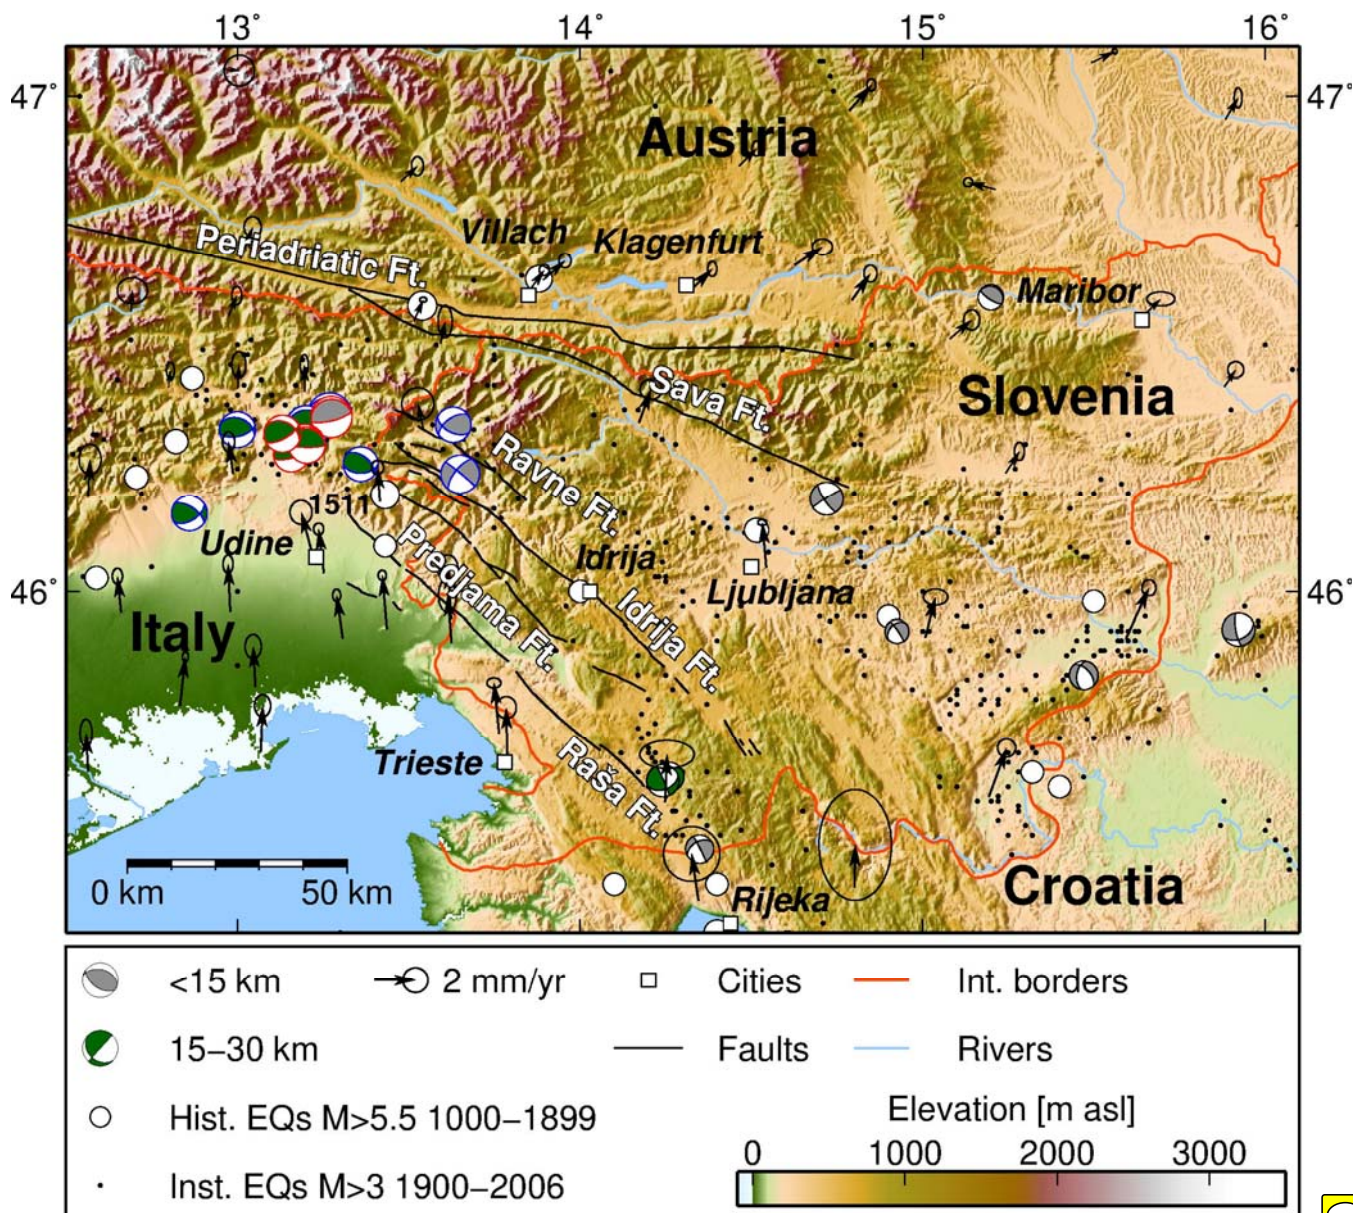 13° 14° 15° 16°
47° 47°
Austria
Villach Klagenfurt
Periadriatic Ft.
Maribor
Sava Ft.
Slovenia
Ravne Ft.
1511
Udine
Idrija
Ljubljana
Predjama Ft.
Idrija Ft.
46° 46°
Italy
Trieste
Raša Ft.
0 km 50 km
Rijeka
Croatia
<15 km 2 mm/yr Cities Int. borders
15–30 km Faults Rivers
Hist. EQs M>5.5 1000–1899
Elevation [m asl]
0 1000 2000 3000
Inst. EQs M>3 1900–2006